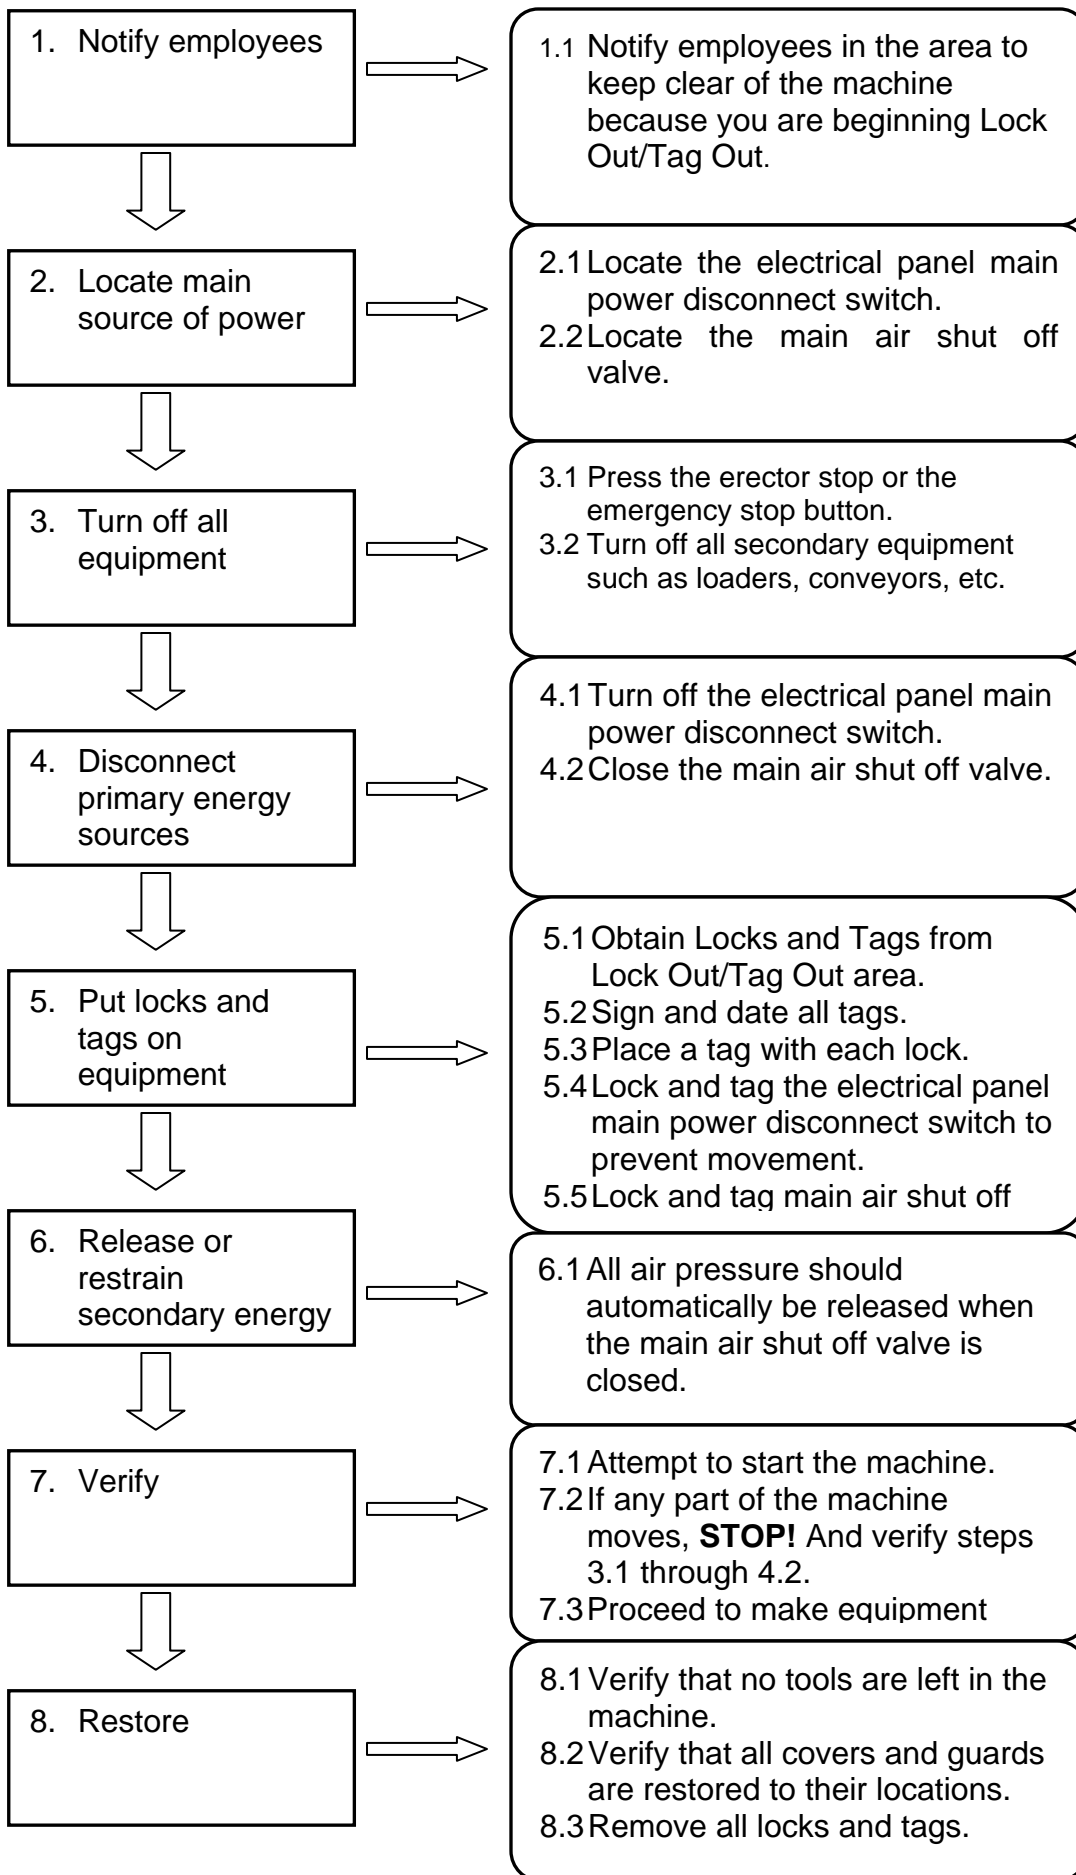 1. Notify employees
1.1 Notify employees in the area to
keep clear of the machine
because you are beginning Lock
Out/Tag Out.
2. Locate main
source of power
2.1 Locate the electrical panel main
power disconnect switch.
2.2 Locate the main air shut off
valve.
3. Turn off all
equipment
3.1 Press the erector stop or the
emergency stop button.
3.2 Turn off all secondary equipment
such as loaders, conveyors, etc.
4. Disconnect
primary energy
sources
4.1 Turn off the electrical panel main
power disconnect switch.
4.2 Close the main air shut off valve.
5. Put locks and
tags on
equipment
5.1 Obtain Locks and Tags from
Lock Out/Tag Out area.
5.2 Sign and date all tags.
5.3 Place a tag with each lock.
5.4 Lock and tag the electrical panel
main power disconnect switch to
prevent movement.
5.5 Lock and tag main air shut off
6. Release or
restrain
secondary energy
6.1 All air pressure should
automatically be released when
the main air shut off valve is
closed.
7. Verify
7.1 Attempt to start the machine.
7.2 If any part of the machine
moves, STOP! And verify steps
3.1 through 4.2.
7.3 Proceed to make equipment
8. Restore
8.1 Verify that no tools are left in the
machine.
8.2 Verify that all covers and guards
are restored to their locations.
8.3 Remove all locks and tags.